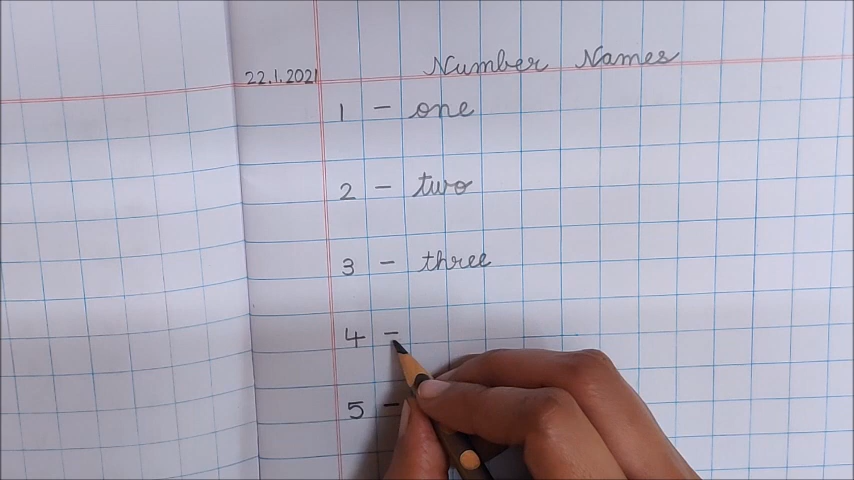 22.1.2021 Number Names
1 - one
2 - two
3 - three
4 -
5 -